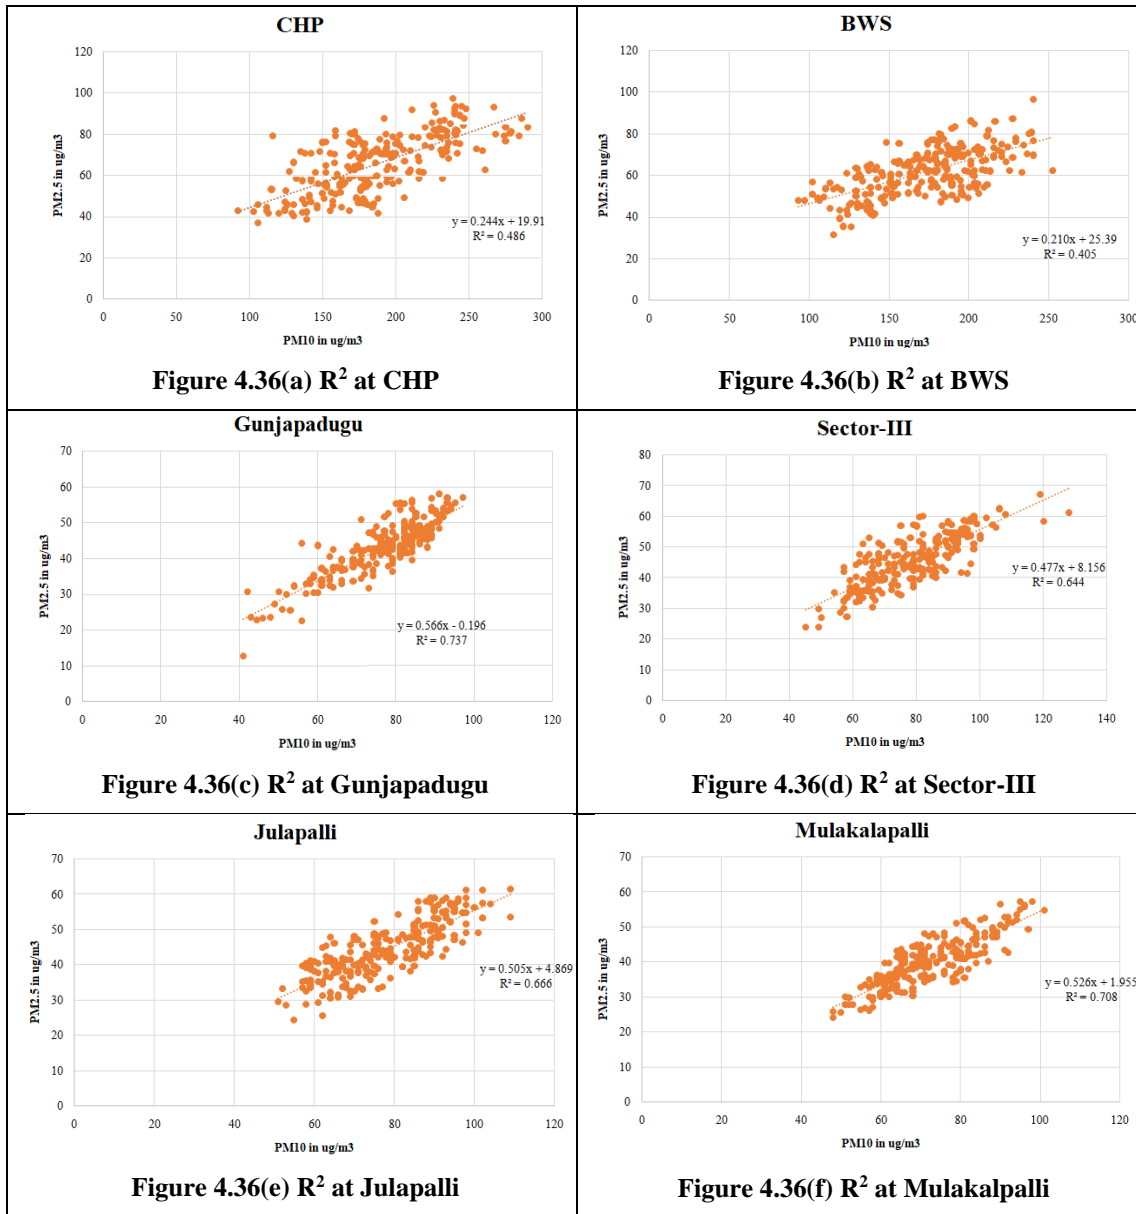 CHP
120
100
80
60
40
20
0
PM2.5 in ug/m3
y = 0.244x + 19.91
R² = 0.486
0 50 100 150 200 250 300
PM10 in ug/m3
Figure 4.36(a) R² at CHP
BWS
120
100
80
60
40
20
0
PM2.5 in ug/m3
y = 0.210x + 25.39
R² = 0.405
0 50 100 150 200 250 300
PM10 in ug/m3
Figure 4.36(b) R² at BWS
Gunjapadugu
70
60
50
40
30
20
10
0
PM2.5 in ug/m3
y = 0.566x - 0.196
R² = 0.737
0 20 40 60 80 100 120
PM10 in ug/m3
Figure 4.36(c) R² at Gunjapadugu
Sector-III
80
70
60
50
40
30
20
10
0
PM2.5 in ug/m3
y = 0.477x + 8.156
R² = 0.644
0 20 40 60 80 100 120 140
PM10 in ug/m3
Figure 4.36(d) R² at Sector-III
Julapalli
70
60
50
40
30
20
10
0
PM2.5 in ug/m3
y = 0.505x + 4.869
R² = 0.666
0 20 40 60 80 100 120
PM10 in ug/m3
Figure 4.36(e) R² at Julapalli
Mulakalapalli
70
60
50
40
30
20
10
0
PM2.5 in ug/m3
y = 0.526x + 1.955
R² = 0.708
0 20 40 60 80 100 120
PM10 in ug/m3
Figure 4.36(f) R² at Mulakalpalli